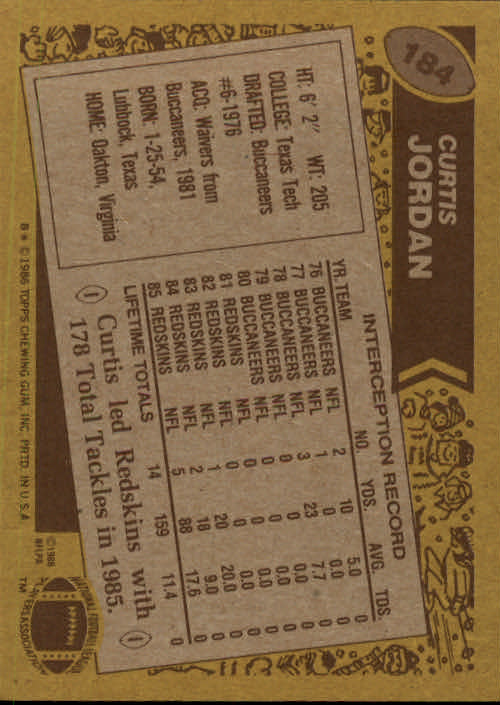 184
CURTIS
JORDAN
HT: 6' 2" WT: 205
COLLEGE: Texas Tech
DRAFTED: Buccaneers
#6-1976
ACQ: Waivers from
Buccaneers, 1981
BORN: 1-25-54,
Lubbock, Texas
HOME: Oakton, Virginia
INTERCEPTION RECORD
YR. TEAM NO. YDS. AVG. TDS.
76 BUCCANEERS NFL 2 10 5.0 0
77 BUCCANEERS NFL 1 0 0.0 0
78 BUCCANEERS NFL 3 23 7.7 0
79 BUCCANEERS NFL 0 0 0.0 0
80 BUCCANEERS NFL 0 0 0.0 0
81 REDSKINS NFL 0 0 0.0 0
82 REDSKINS NFL 0 0 0.0 0
83 REDSKINS NFL 1 20 20.0 0
84 REDSKINS NFL 2 18 9.0 0
85 REDSKINS NFL 5 88 17.6 0
LIFETIME TOTALS 14 159 11.4 0
Curtis led Redskins with
178 Total Tackles in 1985.
B* © 1986 TOPPS CHEWING GUM, INC. PRTD. IN U.S.A.
© 1986
NFLPA
NATIONAL FOOTBALL LEAGUE
PLAYERS ASSOCIATION
TM